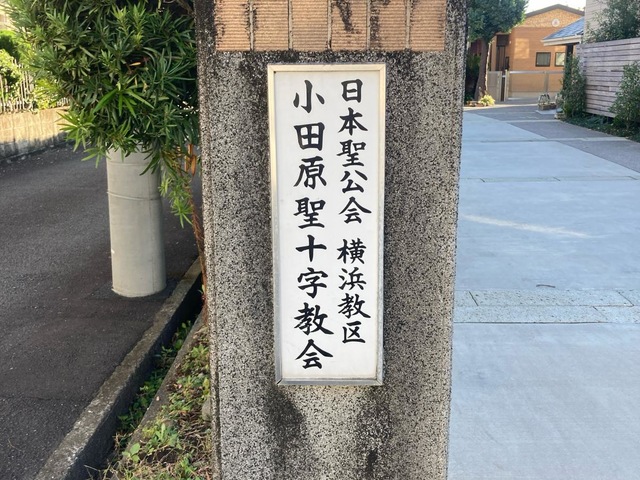 日本聖公会 横浜教区
小田原聖十字教会